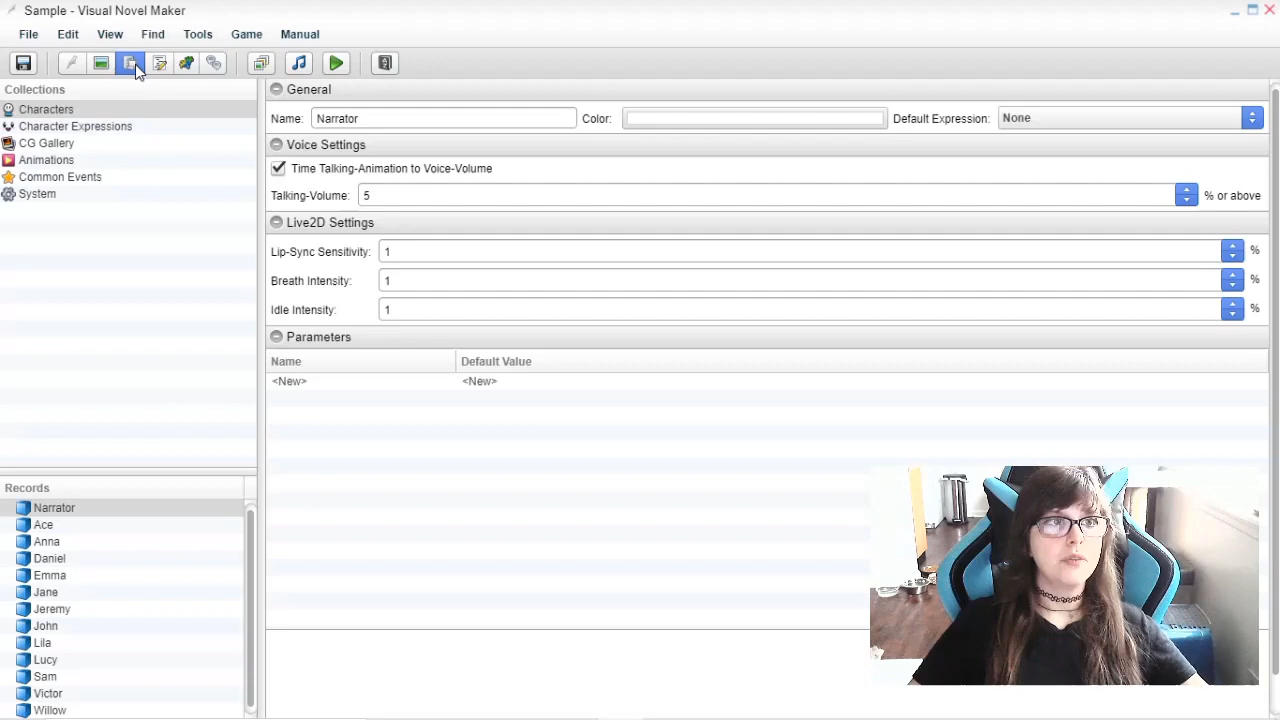 Sample - Visual Novel Maker
File Edit View Find Tools Game Manual
Collections
Characters
Character Expressions
CG Gallery
Animations
Common Events
System
Records
Narrator
Ace
Anna
Daniel
Emma
Jane
Jeremy
John
Lila
Lucy
Sam
Victor
Willow
General
Name: Narrator Color: Default Expression: None
Voice Settings
Time Talking-Animation to Voice-Volume
Talking-Volume: 5 % or above
Live2D Settings
Lip-Sync Sensitivity: 1 %
Breath Intensity: 1 %
Idle Intensity: 1 %
Parameters
Name Default Value
<New> <New>